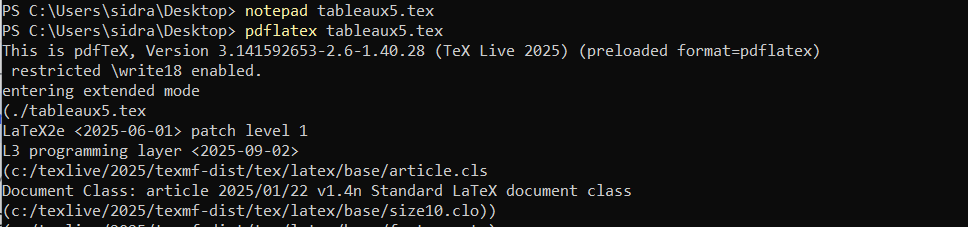 PS C:\Users\sidra\Desktop> notepad tableaux5.tex
PS C:\Users\sidra\Desktop> pdflatex tableaux5.tex
This is pdfTeX, Version 3.141592653-2.6-1.40.28 (TeX Live 2025) (preloaded format=pdflatex)
 restricted \write18 enabled.
entering extended mode
(./tableaux5.tex
LaTeX2e <2025-06-01> patch level 1
L3 programming layer <2025-09-02>
(c:/texlive/2025/texmf-dist/tex/latex/base/article.cls
Document Class: article 2025/01/22 v1.4n Standard LaTeX document class
(c:/texlive/2025/texmf-dist/tex/latex/base/size10.clo))